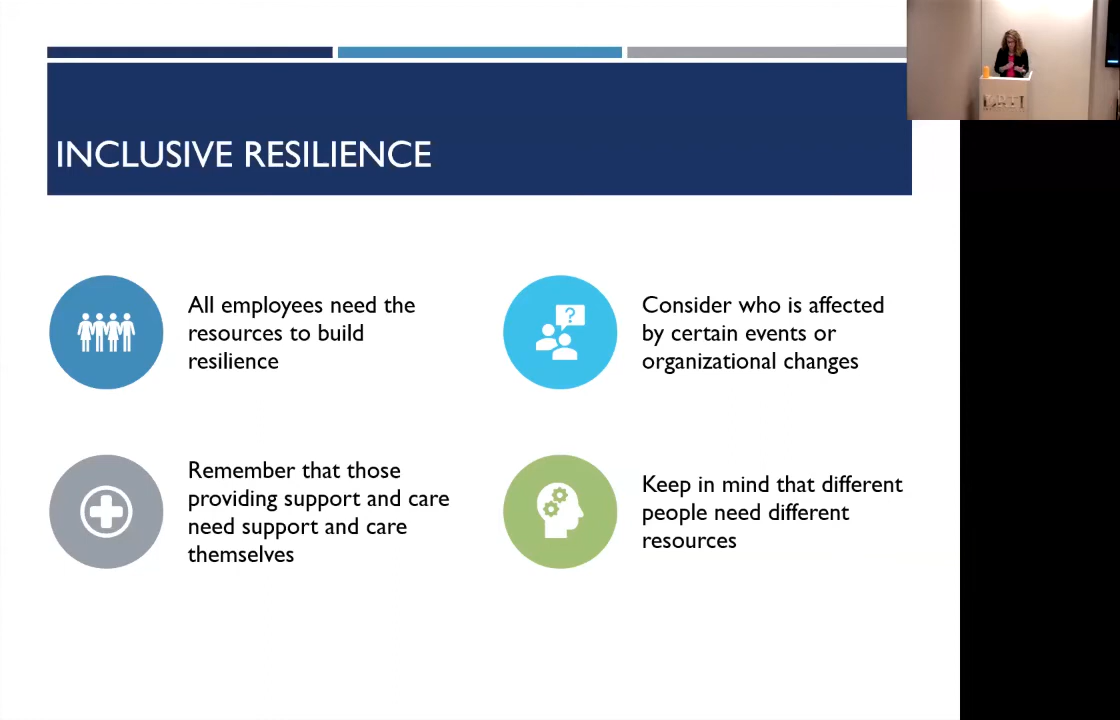 INCLUSIVE RESILIENCE
All employees need the
resources to build
resilience
?
Consider who is affected
by certain events or
organizational changes
Remember that those
providing support and care
need support and care
themselves
Keep in mind that different
people need different
resources